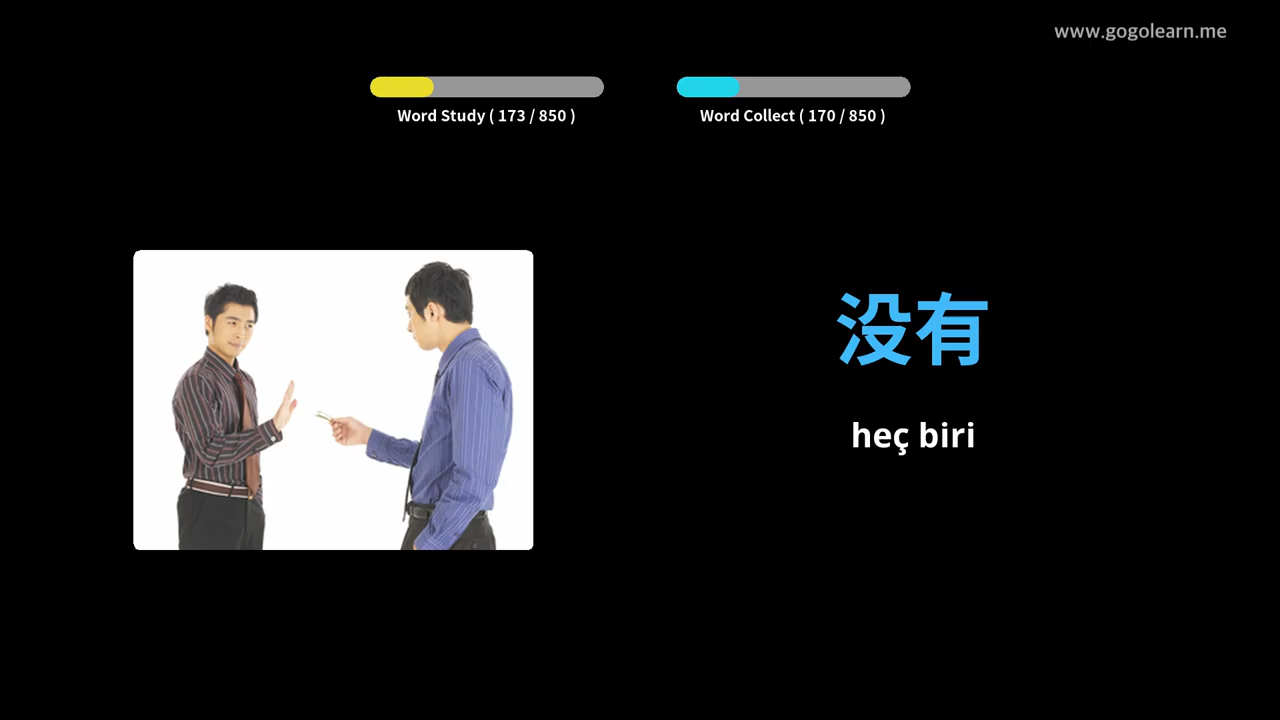 www.gogolearn.me
Word Study ( 173 / 850 )
Word Collect ( 170 / 850 )
没有
heç biri